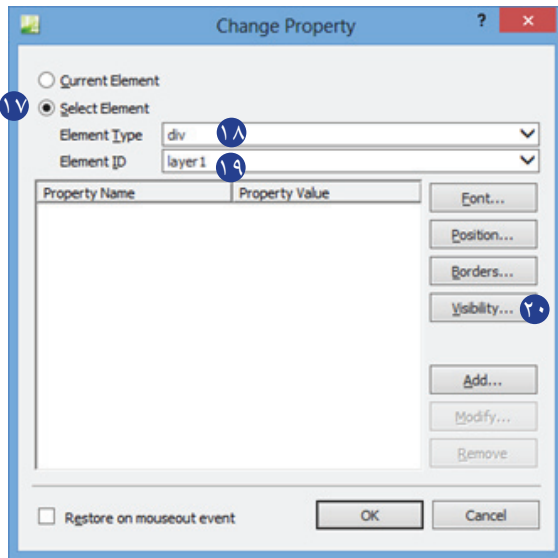 Change Property
?
×
Current Element
١٧ Select Element
Element Type div ١٨
Element ID layer1 ١٩
Property Name Property Value
Font...
Position...
Borders...
Visibility... ٢٠
Add...
Modify...
Remove
Restore on mouseout event OK Cancel